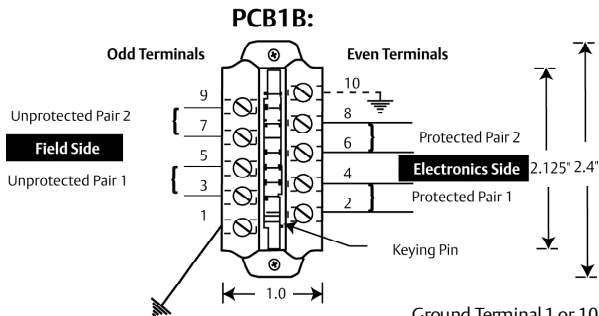 PCB1B:
Odd Terminals
Even Terminals
10
9
8
Unprotected Pair 2
7
6
Protected Pair 2
Field Side
5
Electronics Side
2.125" 2.4"
4
Unprotected Pair 1
3
Protected Pair 1
2
1
Keying Pin
1.0
Ground Terminal 1 or 10